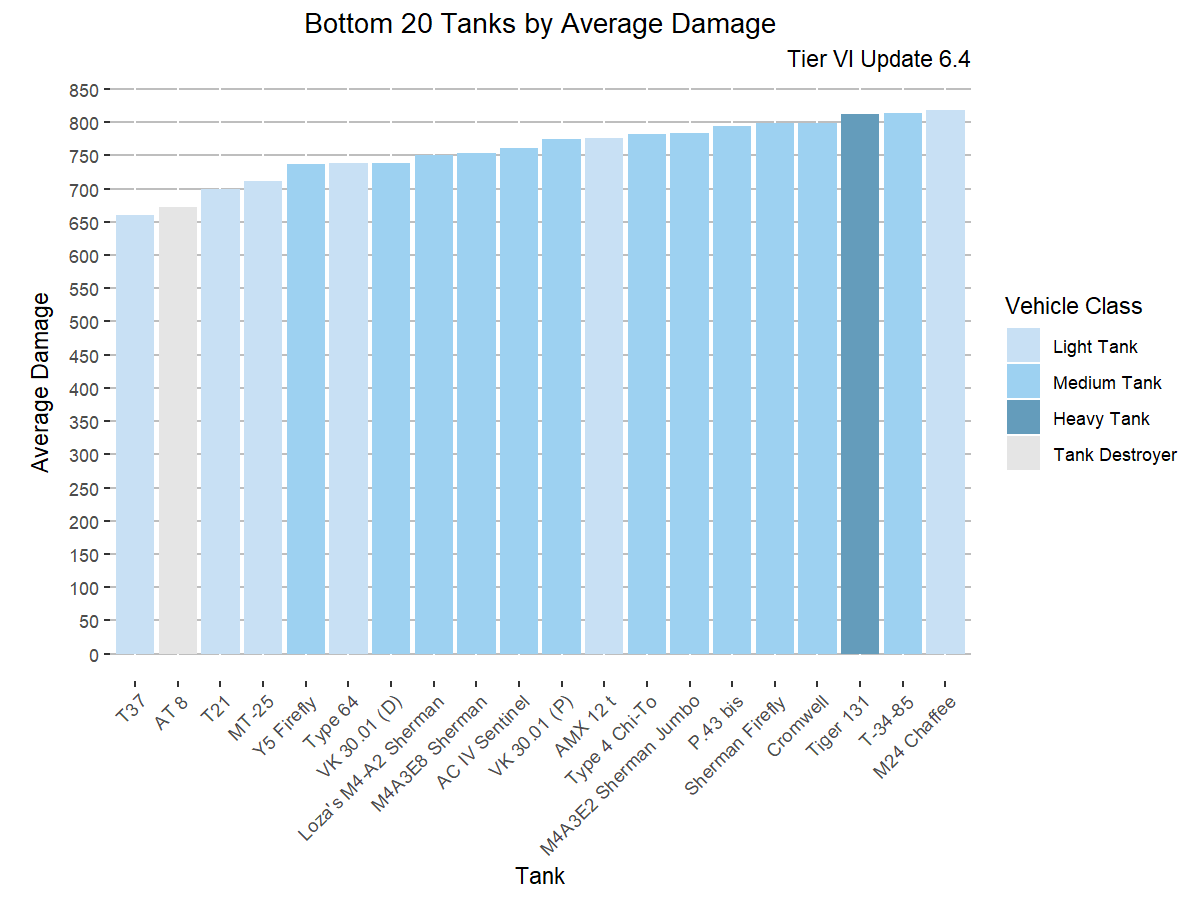 Bottom 20 Tanks by Average Damage
Tier VI Update 6.4
Average Damage
850
800
750
700
650
600
550
500
450
400
350
300
250
200
150
100
50
0
T37
AT 8
T21
MT-25
Y5 Firefly
Type 64
VK 30.01 (D)
Loza's M4-A2 Sherman
M4A3E8 Sherman
AC IV Sentinel
VK 30.01 (P)
AMX 12 t
Type 4 Chi-To
M4A3E2 Sherman Jumbo
P.43 bis
Sherman Firefly
Cromwell
Tiger 131
T-34-85
M24 Chaffee
Tank
Vehicle Class
Light Tank
Medium Tank
Heavy Tank
Tank Destroyer